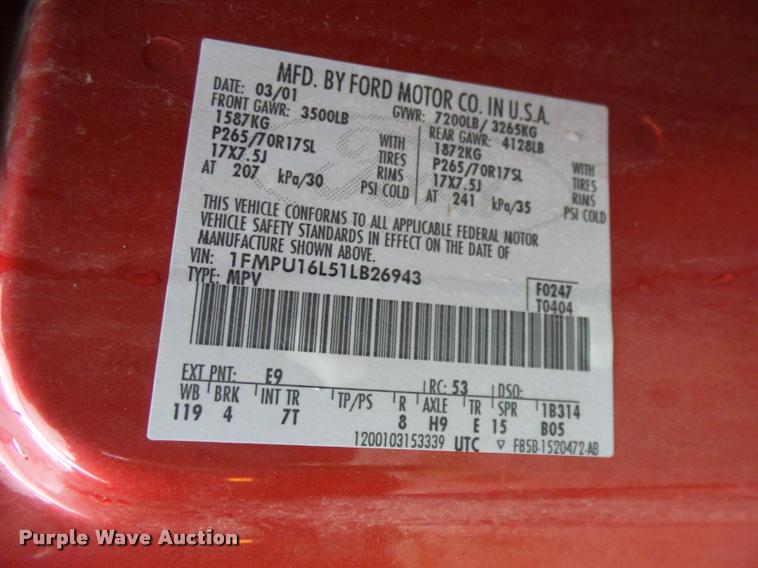 MFD. BY FORD MOTOR CO. IN U.S.A.
DATE: 03/01 GVWR: 7200LB/ 3265KG
FRONT GAWR: 3500LB REAR GAWR: 4128LB
1587KG WITH 1872KG WITH
P265/70R17SL TIRES P265/70R17SL TIRES
17X7.5J RIMS 17X7.5J RIMS
AT 207 kPa/30 PSI COLD AT 241 kPa/35 PSI COLD
THIS VEHICLE CONFORMS TO ALL APPLICABLE FEDERAL MOTOR
VEHICLE SAFETY STANDARDS IN EFFECT ON THE DATE OF
MANUFACTURE SHOWN ABOVE.
VIN: 1FMPU16L51LB26943
TYPE: MPV F0247
T0404
EXT PNT: E9 RC: 53 DSO:
WB BRK INT TR TP/PS R AXLE TR SPR 1B314
119 4 7T 8 H9 E 15 B05
1200103153339 UTC ▽ F85B-1520472-AB
Purple Wave Auction